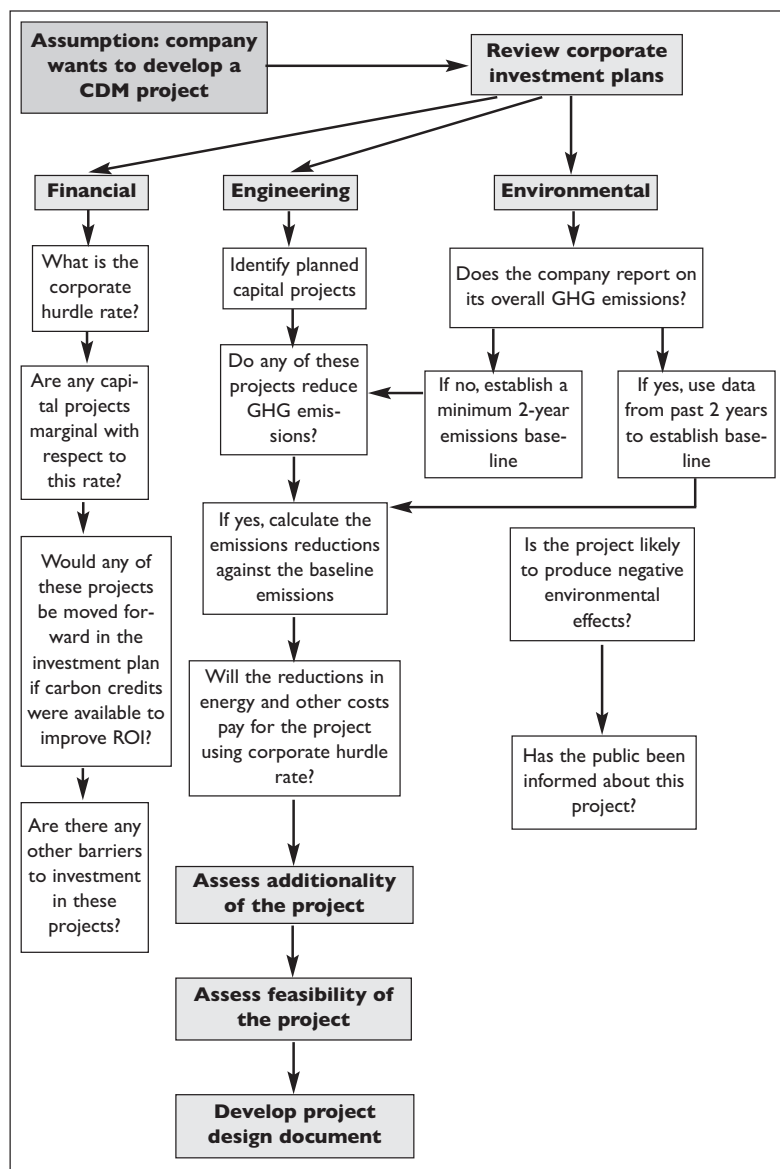 Assumption: company
wants to develop a
CDM project
Review corporate
investment plans
Financial
Engineering
Environmental
What is the
corporate
hurdle rate?
Identify planned
capital projects
Does the company report on
its overall GHG emissions?
Are any capi-
tal projects
marginal with
respect to
this rate?
Do any of these
projects reduce
GHG emis-
sions?
If no, establish a
minimum 2-year
emissions base-
line
If yes, use data
from past 2 years
to establish base-
line
Would any of
these projects
be moved for-
ward in the
investment plan
if carbon credits
were available to
improve ROI?
If yes, calculate the
emissions reductions
against the baseline
emissions
Is the project likely
to produce negative
environmental
effects?
Will the reductions in
energy and other costs
pay for the project
using corporate hurdle
rate?
Has the public been
informed about this
project?
Are there any
other barriers
to investment
in these
projects?
Assess additionality
of the project
Assess feasibility of
the project
Develop project
design document